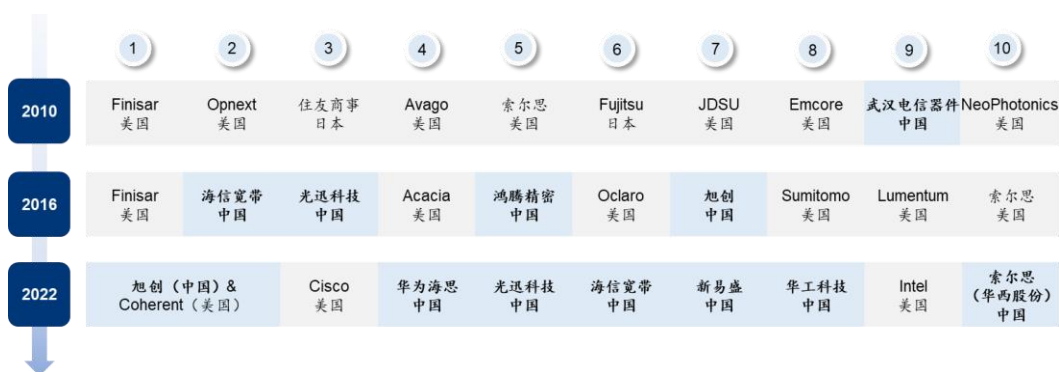 1 2 3 4 5 6 7 8 9 10
2010
Finisar 美国
Opnext 美国
住友商事 日本
Avago 美国
索尔思 美国
Fujitsu 日本
JDSU 美国
Emcore 美国
武汉电信器件 中国
NeoPhotonics 美国
2016
Finisar 美国
海信宽带 中国
光迅科技 中国
Acacia 美国
鸿腾精密 中国
Oclaro 美国
旭创 中国
Sumitomo 美国
Lumentum 美国
索尔思 美国
2022
旭创（中国）&
Coherent（美国）
Cisco 美国
华为海思 中国
光迅科技 中国
海信宽带 中国
新易盛 中国
华工科技 中国
Intel 美国
索尔思
（华西股份）
中国